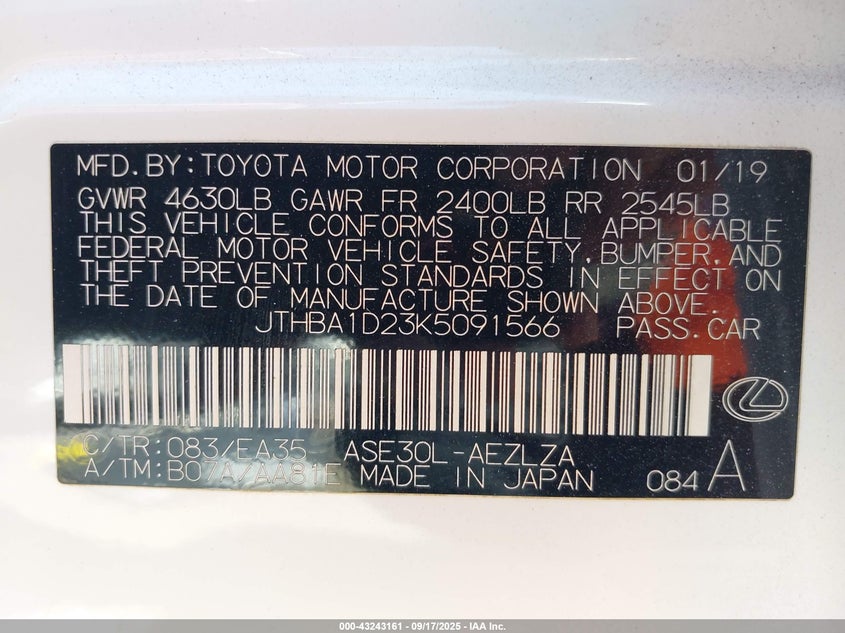 MFD.BY:TOYOTA MOTOR CORPORATION 01/19
GVWR 4630LB GAWR FR 2400LB RR 2545LB
THIS VEHICLE CONFORMS TO ALL APPLICABLE
FEDERAL MOTOR VEHICLE SAFETY,BUMPER,AND
THEFT PREVENTION STANDARDS IN EFFECT ON
THE DATE OF MANUFACTURE SHOWN ABOVE.
JTHBA1D23K5091566 PASS.CAR
C/TR:083/EA35- ASE30L-AEZLZA
A/TM:B07A/AA81E MADE IN JAPAN 084 A
000-43243161 | 09/17/2025 | IAA Inc.